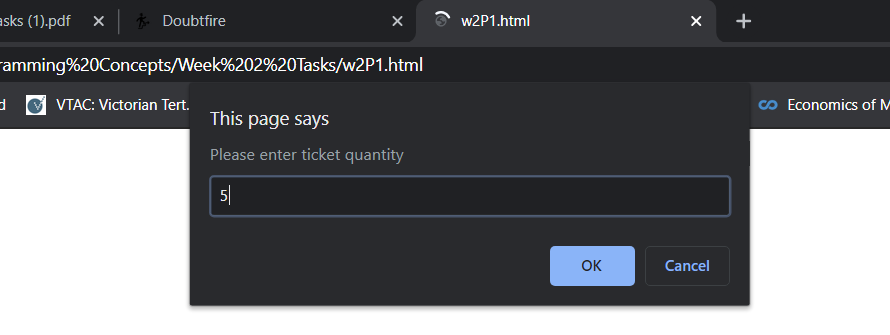 asks (1).pdf
Doubtfire
w2P1.html
ramming%20Concepts/Week%202%20Tasks/w2P1.html
d
VTAC: Victorian Tert.
Economics of M
This page says
Please enter ticket quantity
5
OK
Cancel